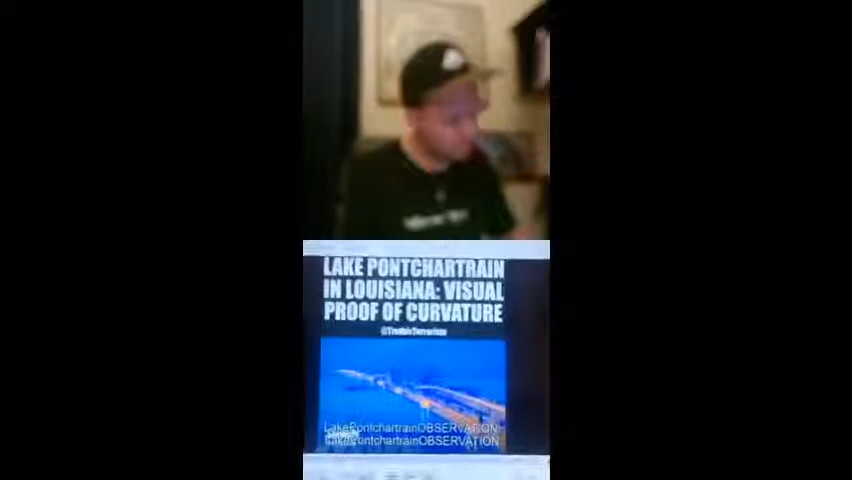 LAKE PONTCHARTRAIN
IN LOUISIANA: VISUAL
PROOF OF CURVATURE
LakePontchartrainOBSERVATION
LakePontchartrainOBSERVATION